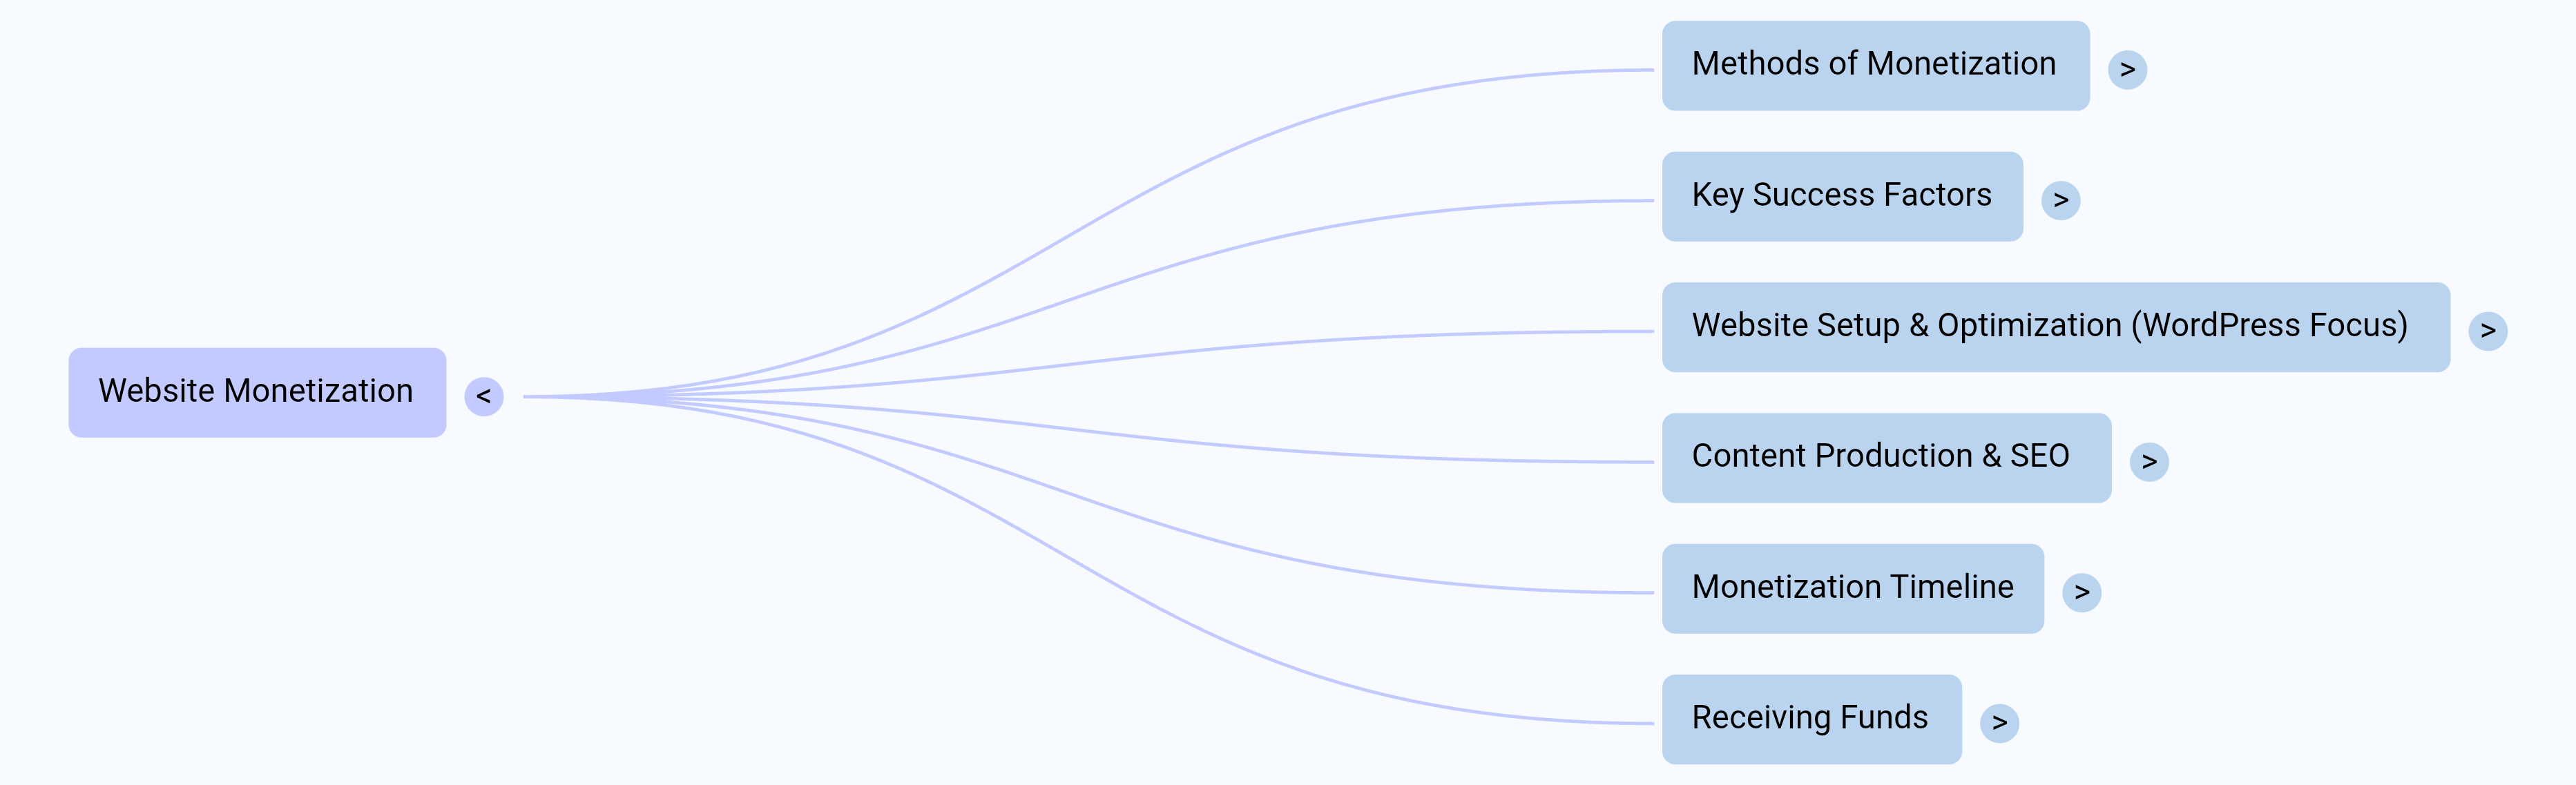 Methods of Monetization >
Key Success Factors >
Website Setup & Optimization (WordPress Focus) >
Website Monetization <
Content Production & SEO >
Monetization Timeline >
Receiving Funds >